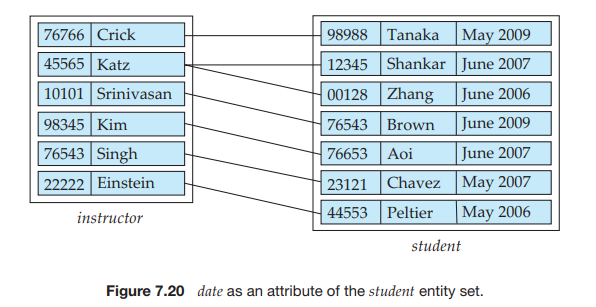 76766 Crick
45565 Katz
10101 Srinivasan
98345 Kim
76543 Singh
22222 Einstein
instructor
98988 Tanaka May 2009
12345 Shankar June 2007
00128 Zhang June 2006
76543 Brown June 2009
76653 Aoi June 2007
23121 Chavez May 2007
44553 Peltier May 2006
student
Figure 7.20 date as an attribute of the student entity set.